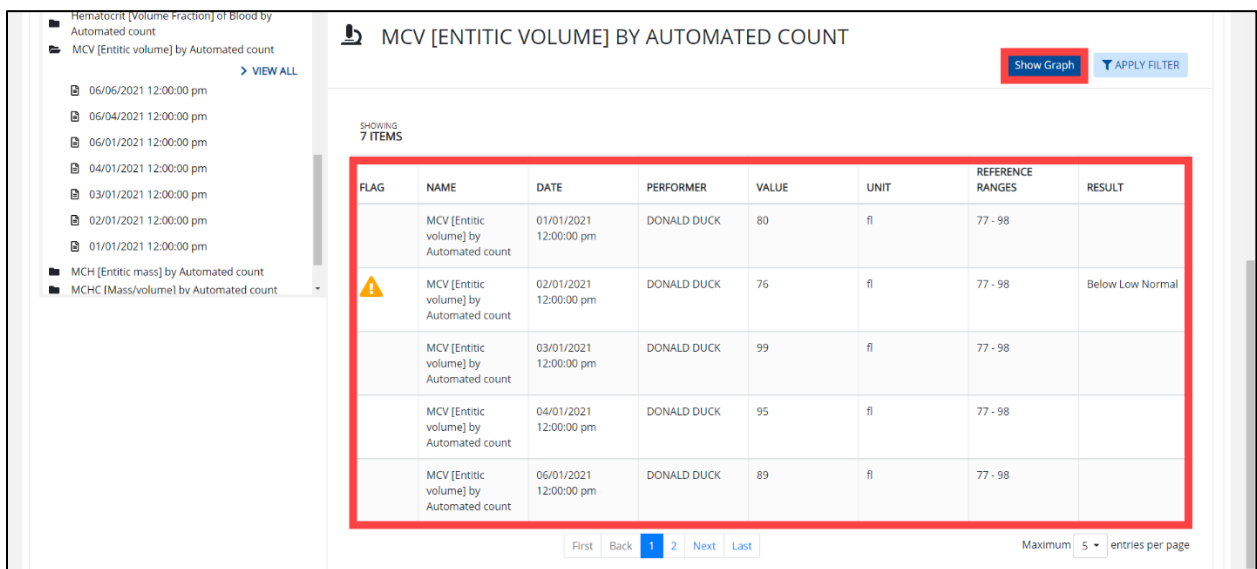 Hematocrit [Volume Fraction] of Blood by
Automated count
MCV [Entitic volume] by Automated count
> VIEW ALL
06/06/2021 12:00:00 pm
06/04/2021 12:00:00 pm
06/01/2021 12:00:00 pm
04/01/2021 12:00:00 pm
03/01/2021 12:00:00 pm
02/01/2021 12:00:00 pm
01/01/2021 12:00:00 pm
MCH [Entitic mass] by Automated count
MCHC [Mass/volume] by Automated count
MCV [ENTITIC VOLUME] BY AUTOMATED COUNT
Show Graph APPLY FILTER
SHOWING
7 ITEMS
REFERENCE
FLAG NAME DATE PERFORMER VALUE UNIT RANGES RESULT
MCV [Entitic 01/01/2021 DONALD DUCK 80 fl 77 - 98
volume] by 12:00:00 pm
Automated count
MCV [Entitic 02/01/2021 DONALD DUCK 76 fl 77 - 98 Below Low Normal
volume] by 12:00:00 pm
Automated count
MCV [Entitic 03/01/2021 DONALD DUCK 99 fl 77 - 98
volume] by 12:00:00 pm
Automated count
MCV [Entitic 04/01/2021 DONALD DUCK 95 fl 77 - 98
volume] by 12:00:00 pm
Automated count
MCV [Entitic 06/01/2021 DONALD DUCK 89 fl 77 - 98
volume] by 12:00:00 pm
Automated count
First Back 1 2 Next Last Maximum 5 entries per page